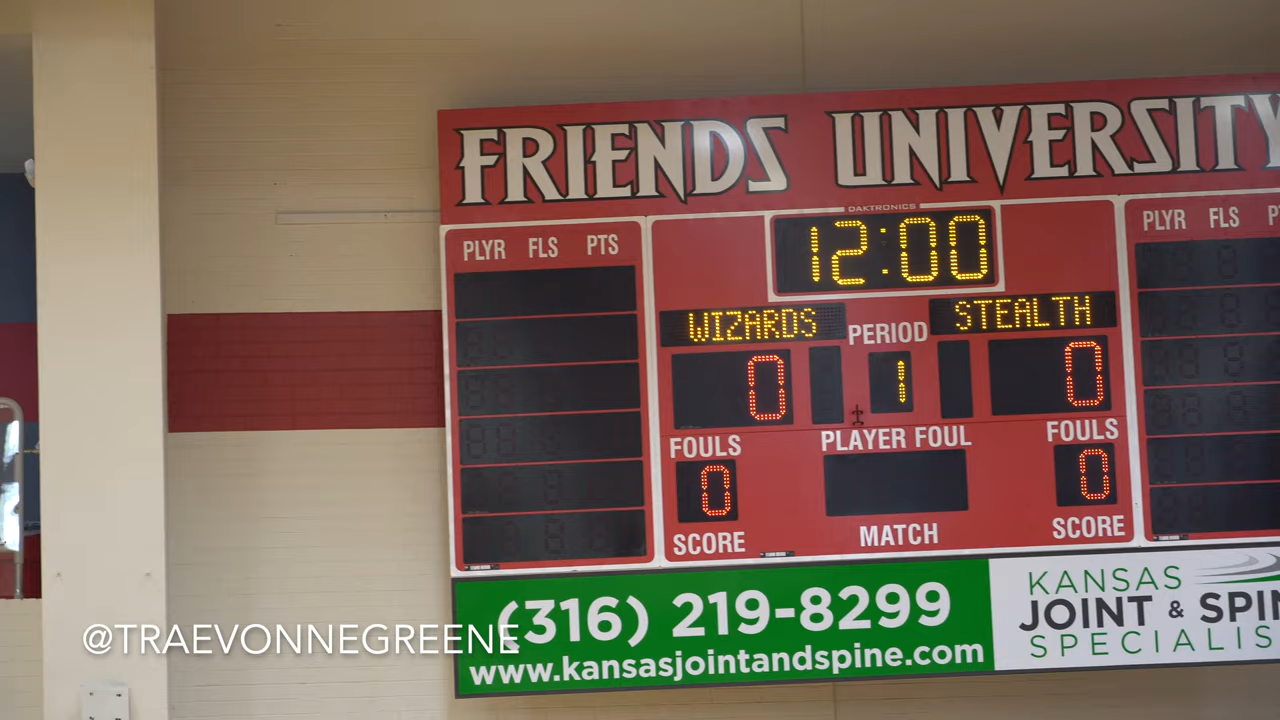 FRIENDS UNIVERSITY
DAKTRONICS
PLYR FLS PTS
12:00
PLYR FLS
WIZARDS
PERIOD
STEALTH
0
1
0
FOULS
PLAYER FOUL
FOULS
0
0
SCORE
MATCH
SCORE
(316) 219-8299
www.kansasjointandspine.com
KANSAS
JOINT & SPIN
SPECIALIS
@TRAEVONNEGREENE